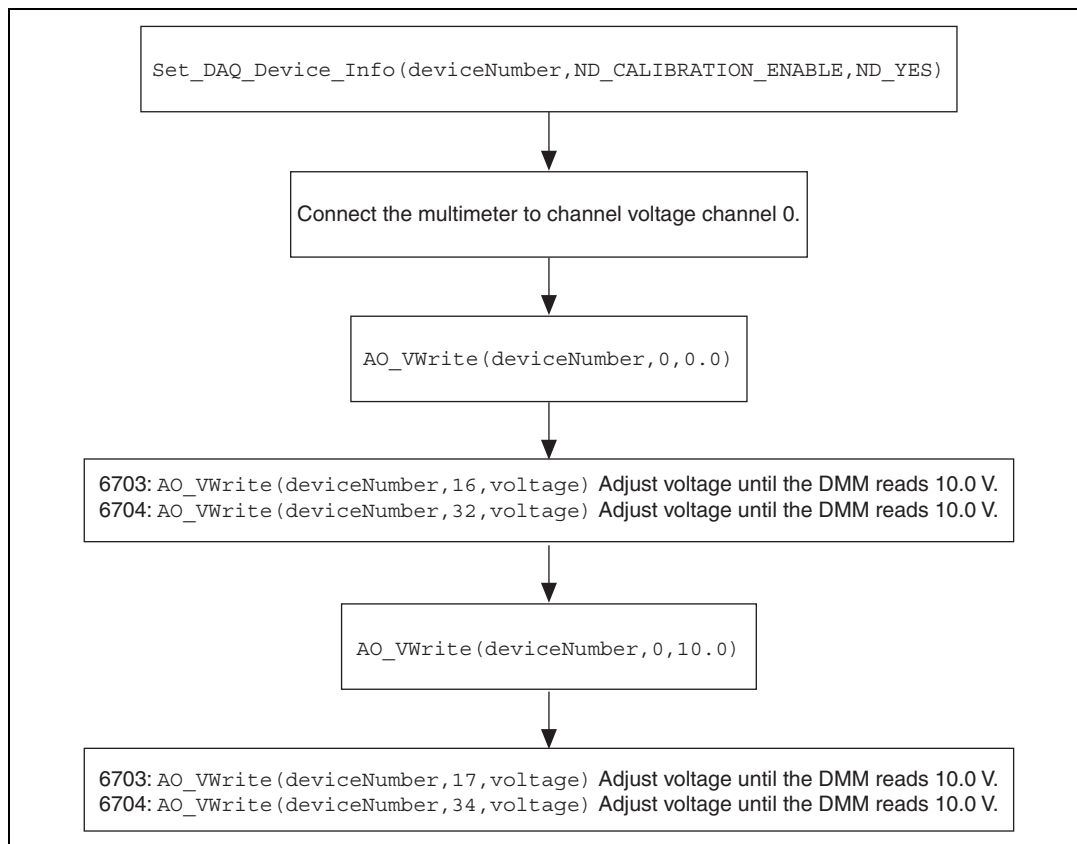 Set_DAQ_Device_Info(deviceNumber,ND_CALIBRATION_ENABLE,ND_YES)
Connect the multimeter to channel voltage channel 0.
AO_VWrite(deviceNumber,0,0.0)
6703: AO_VWrite(deviceNumber,16,voltage) Adjust voltage until the DMM reads 10.0 V.
6704: AO_VWrite(deviceNumber,32,voltage) Adjust voltage until the DMM reads 10.0 V.
AO_VWrite(deviceNumber,0,10.0)
6703: AO_VWrite(deviceNumber,17,voltage) Adjust voltage until the DMM reads 10.0 V.
6704: AO_VWrite(deviceNumber,34,voltage) Adjust voltage until the DMM reads 10.0 V.